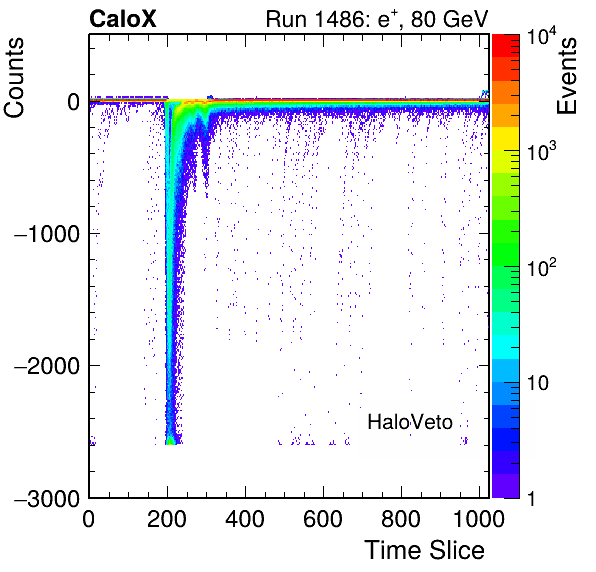 CaloX Run 1486: e⁺, 80 GeV
Counts
Events
0
−1000
−2000
−3000
10⁴
10³
10²
10
1
HaloVeto
0 200 400 600 800 1000
Time Slice